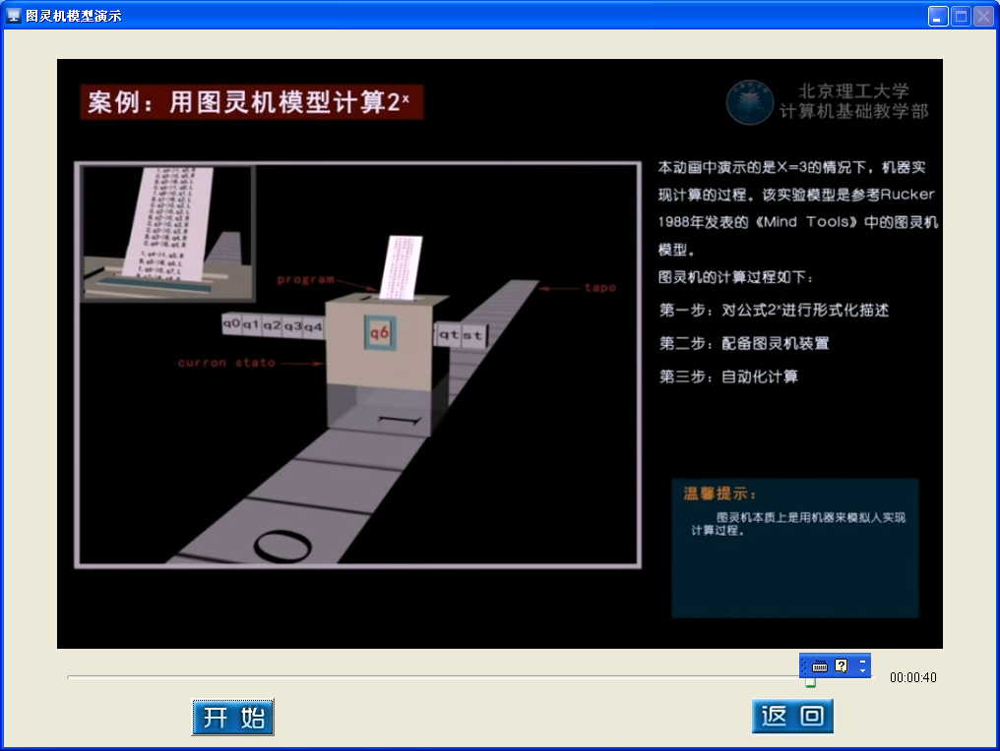 图灵机模型演示
案例：用图灵机模型计算2ˣ
北京理工大学
计算机基础教学部
本动画中演示的是X=3的情况下，机器实
现计算的过程。该实验模型是参考Rucker
1988年发表的《Mind Tools》中的图灵机
模型。
图灵机的计算过程如下：
第一步：对公式2ˣ进行形式化描述
第二步：配备图灵机装置
第三步：自动化计算
program
tapo
q0 q1 q2 q3 q4
q6
qt st
curron stato
1
0
温馨提示：
图灵机本质上是用机器来模拟人实现
计算过程。
00:00:40
开 始
返 回